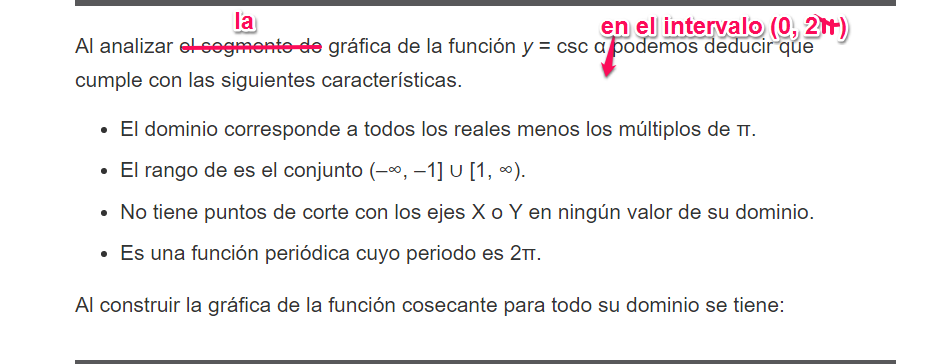 la
en el intervalo (0, 2π)
Al analizar el segmento de gráfica de la función y = csc α podemos deducir que
cumple con las siguientes características.
• El dominio corresponde a todos los reales menos los múltiplos de π.
• El rango de es el conjunto (–∞, –1] ∪ [1, ∞).
• No tiene puntos de corte con los ejes X o Y en ningún valor de su dominio.
• Es una función periódica cuyo periodo es 2π.
Al construir la gráfica de la función cosecante para todo su dominio se tiene: